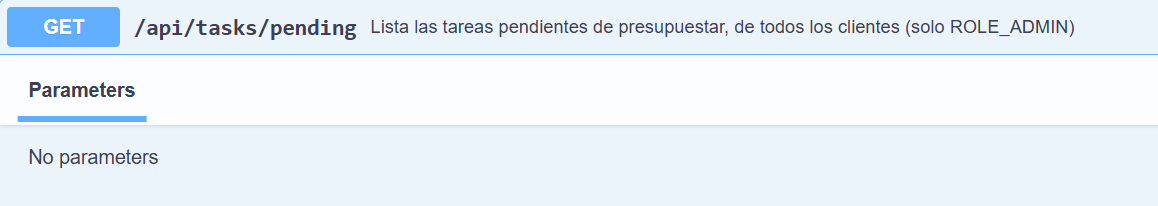 GET /api/tasks/pending Lista las tareas pendientes de presupuestar, de todos los clientes (solo ROLE_ADMIN)
Parameters
No parameters